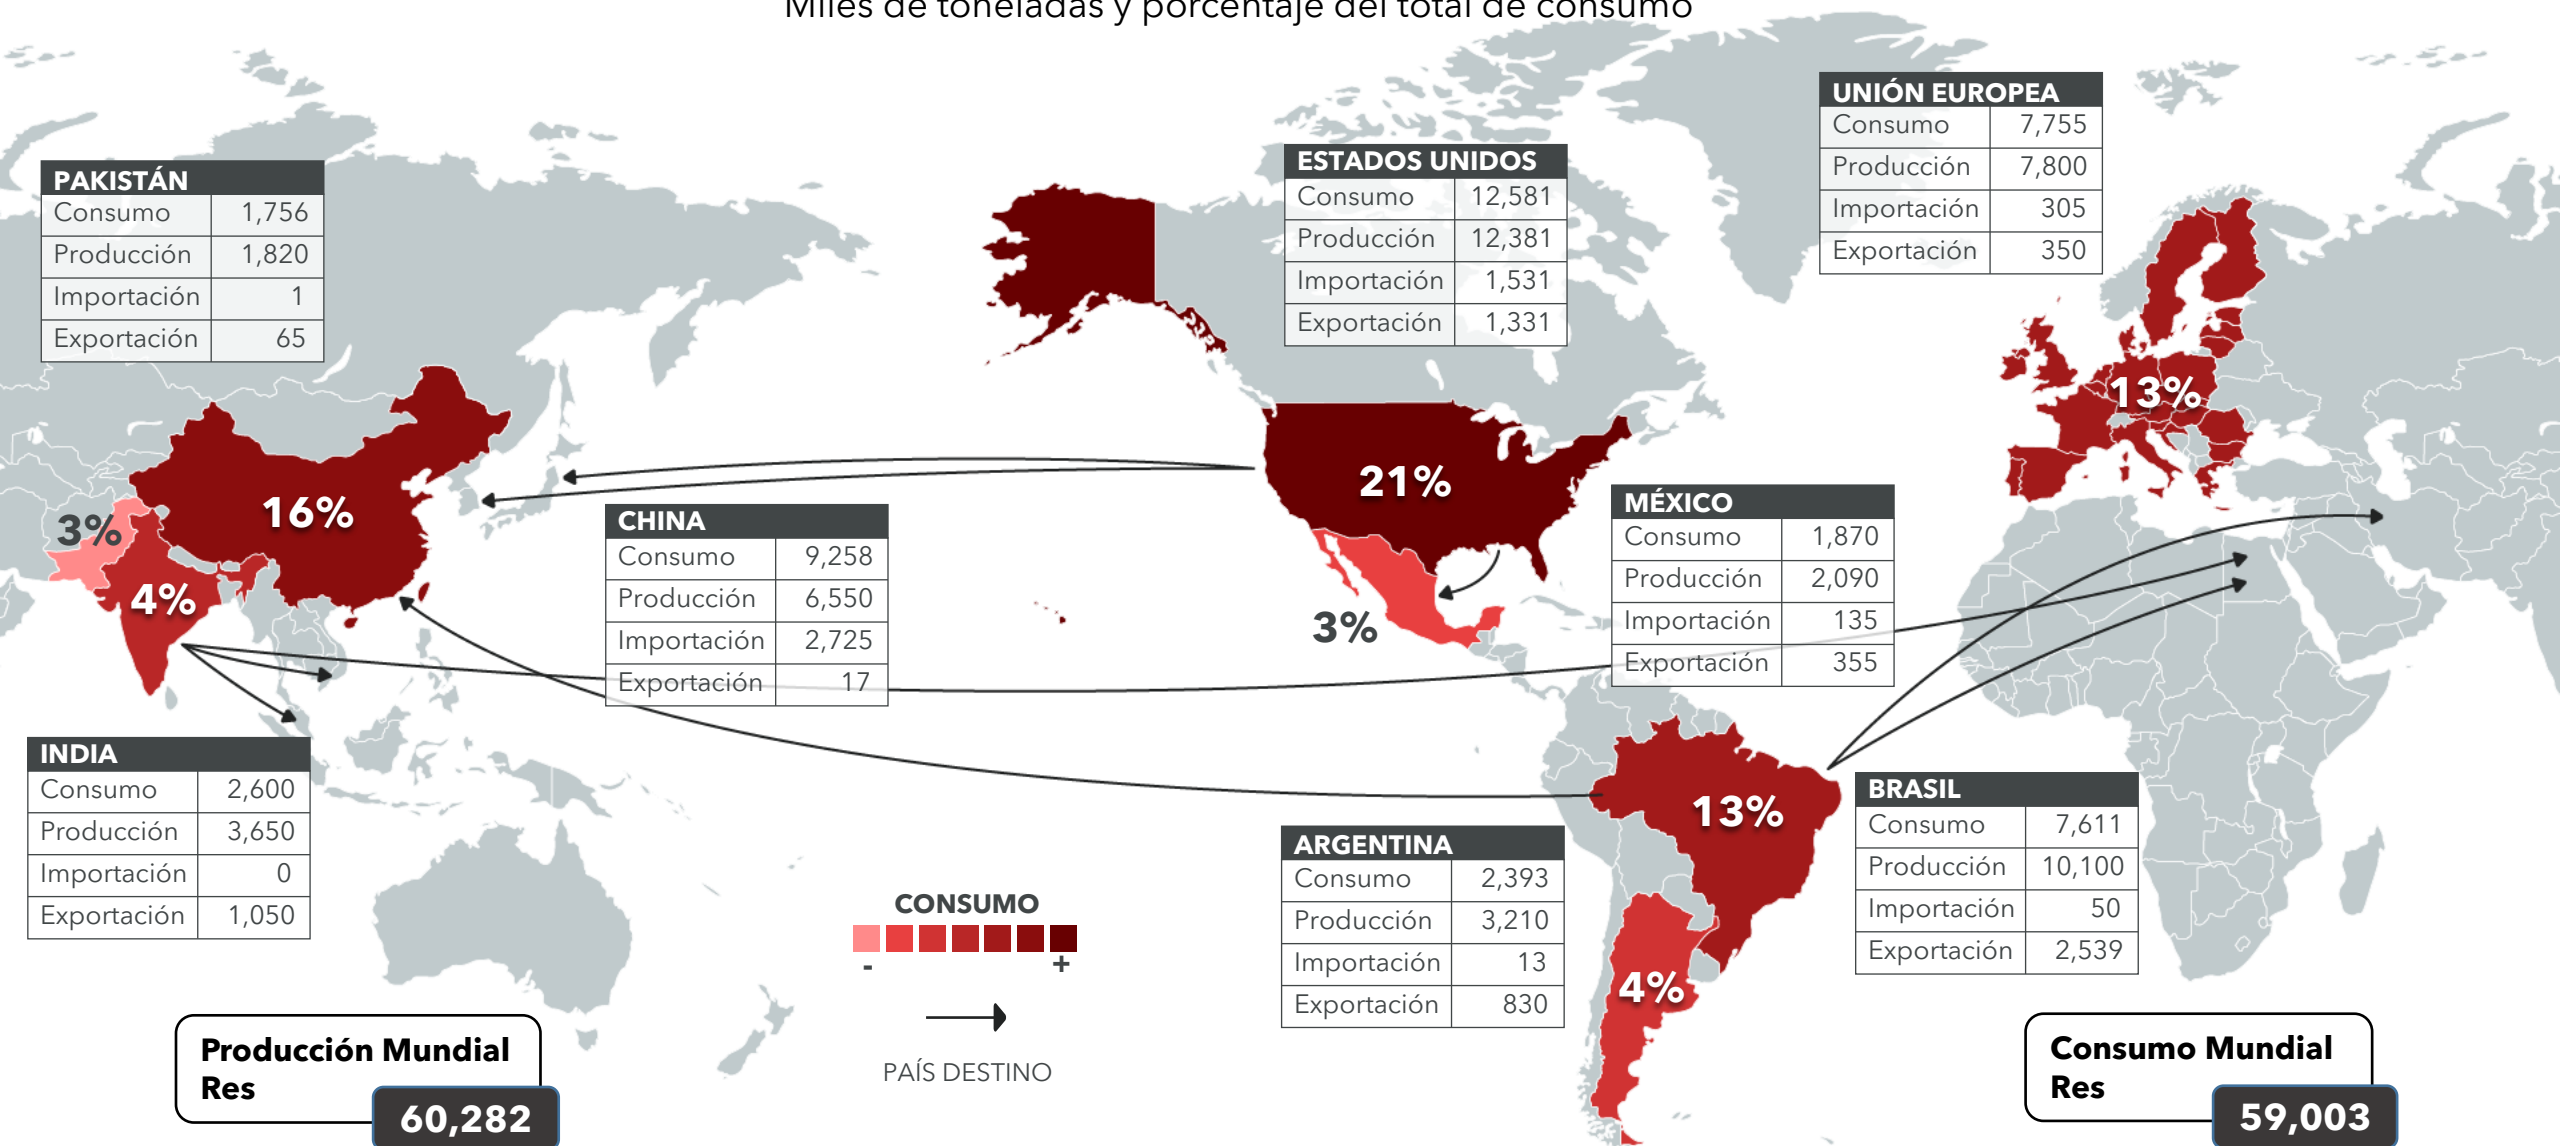 Miles de toneladas y porcentaje del total de consumo
UNIÓN EUROPEA
Consumo 7,755
Producción 7,800
Importación 305
Exportación 350
ESTADOS UNIDOS
Consumo 12,581
Producción 12,381
Importación 1,531
Exportación 1,331
PAKISTÁN
Consumo 1,756
Producción 1,820
Importación 1
Exportación 65
13%
21%
16%
3%
4%
CHINA
Consumo 9,258
Producción 6,550
Importación 2,725
Exportación 17
MÉXICO
Consumo 1,870
Producción 2,090
Importación 135
Exportación 355
3%
INDIA
Consumo 2,600
Producción 3,650
Importación 0
Exportación 1,050
13%
BRASIL
Consumo 7,611
Producción 10,100
Importación 50
Exportación 2,539
ARGENTINA
Consumo 2,393
Producción 3,210
Importación 13
Exportación 830
4%
CONSUMO
- +
PAÍS DESTINO
Producción Mundial
Res
60,282
Consumo Mundial
Res
59,003